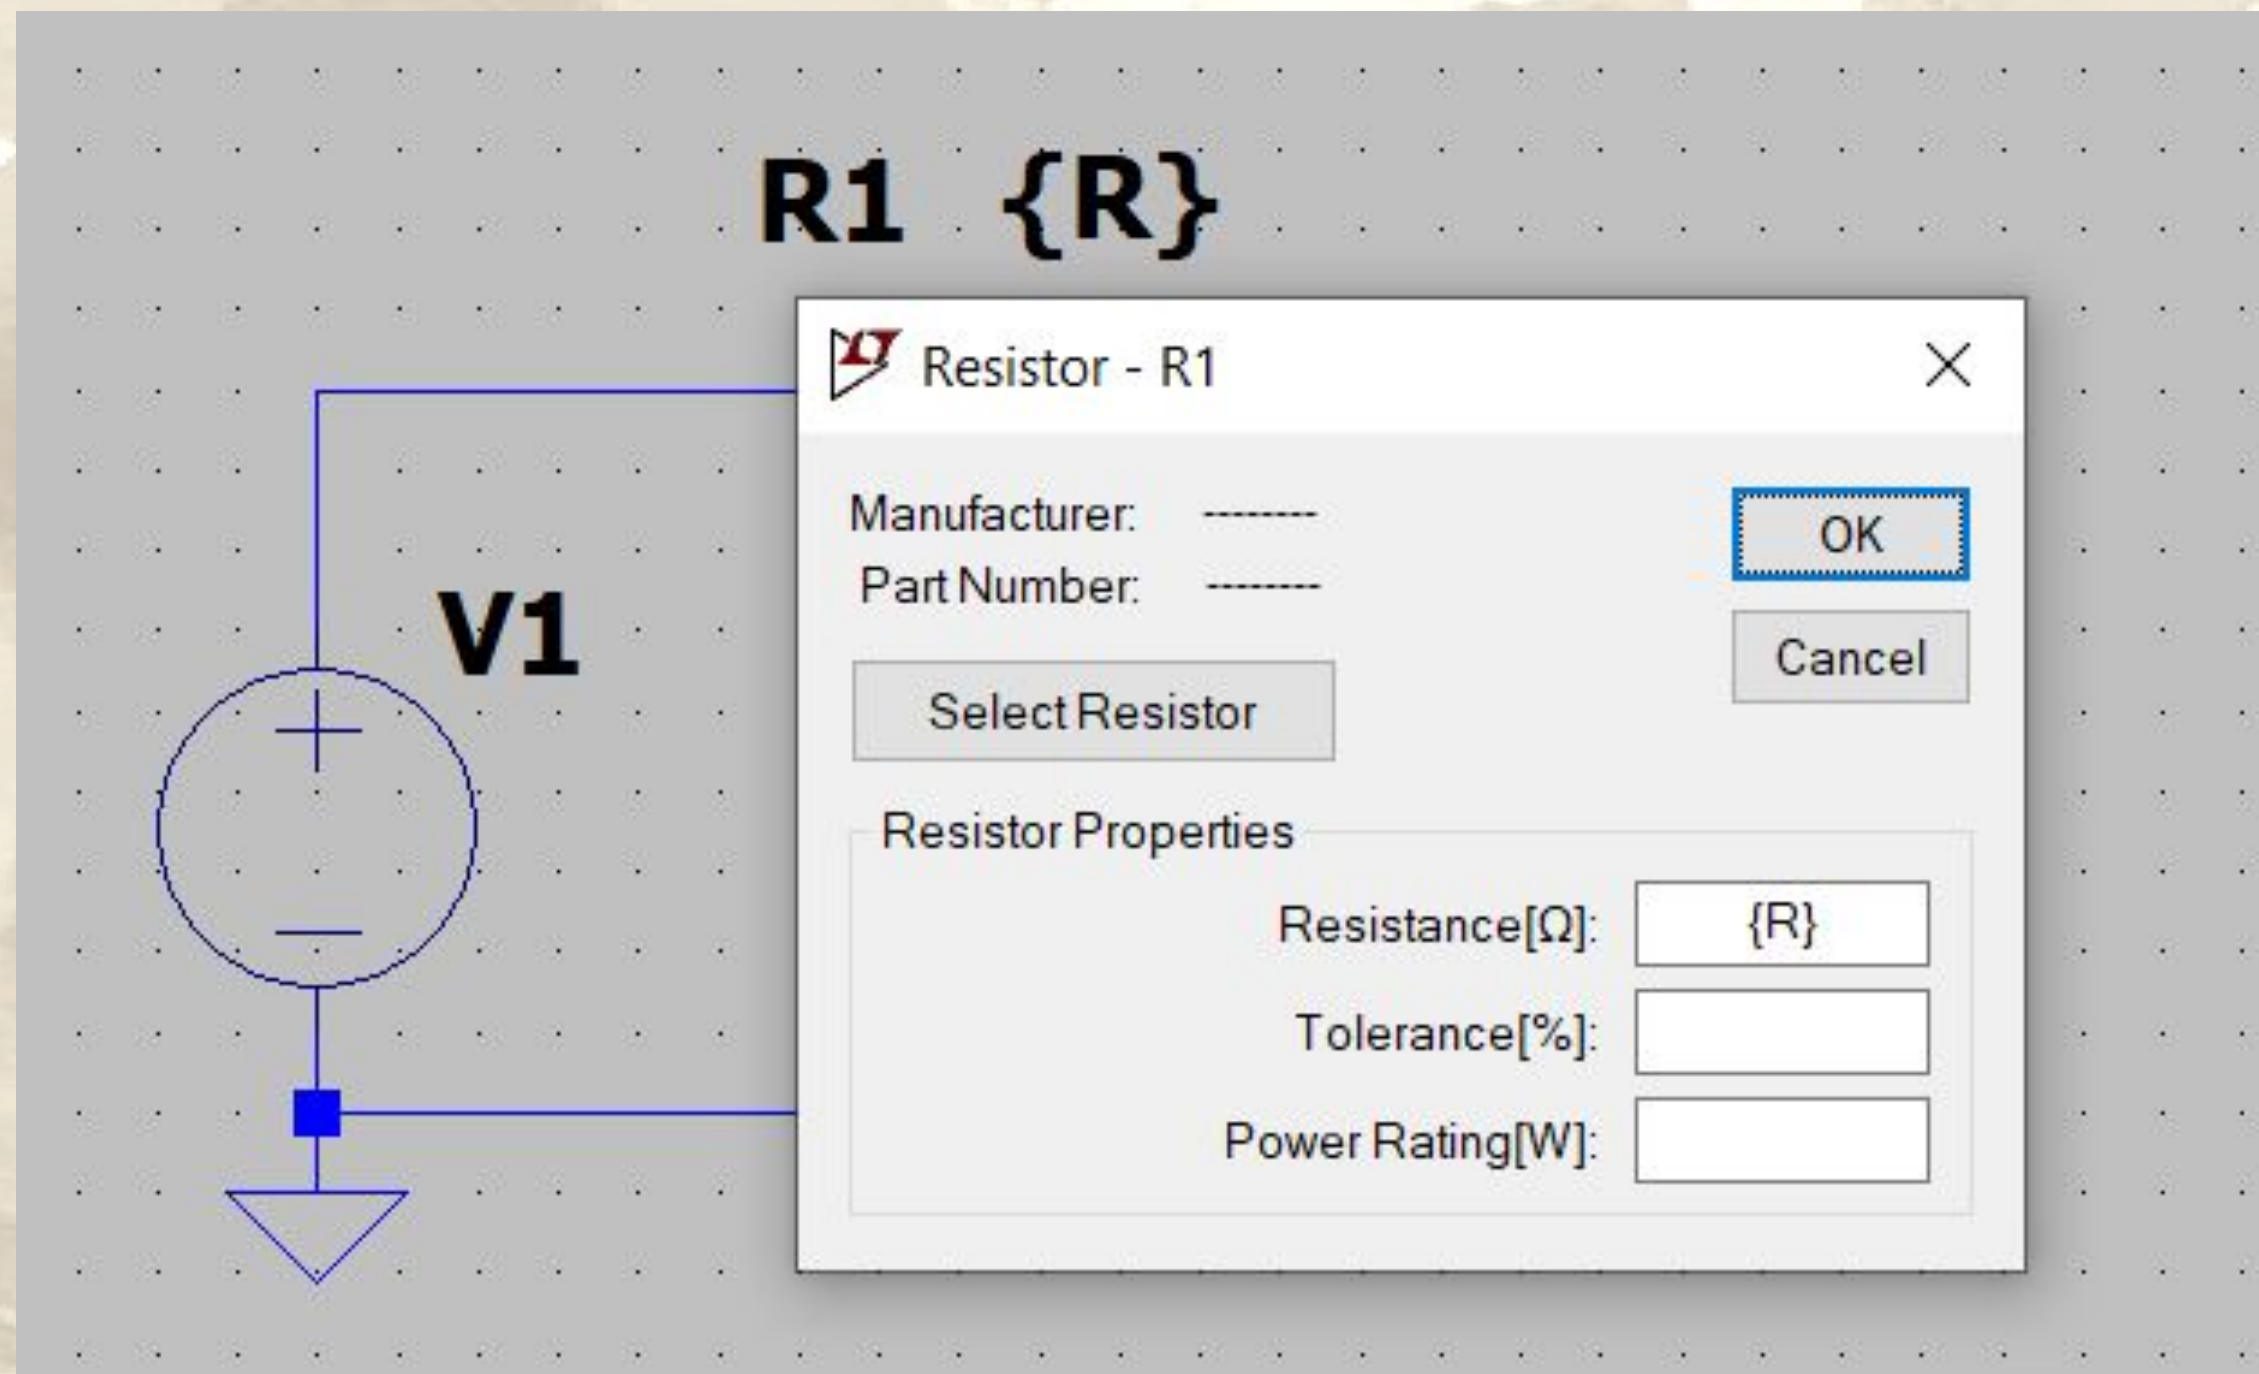 R1 {R}
Resistor - R1
Manufacturer: --------
Part Number: --------
OK
Cancel
Select Resistor
V1
Resistor Properties
Resistance[Ω]: {R}
Tolerance[%]:
Power Rating[W]: